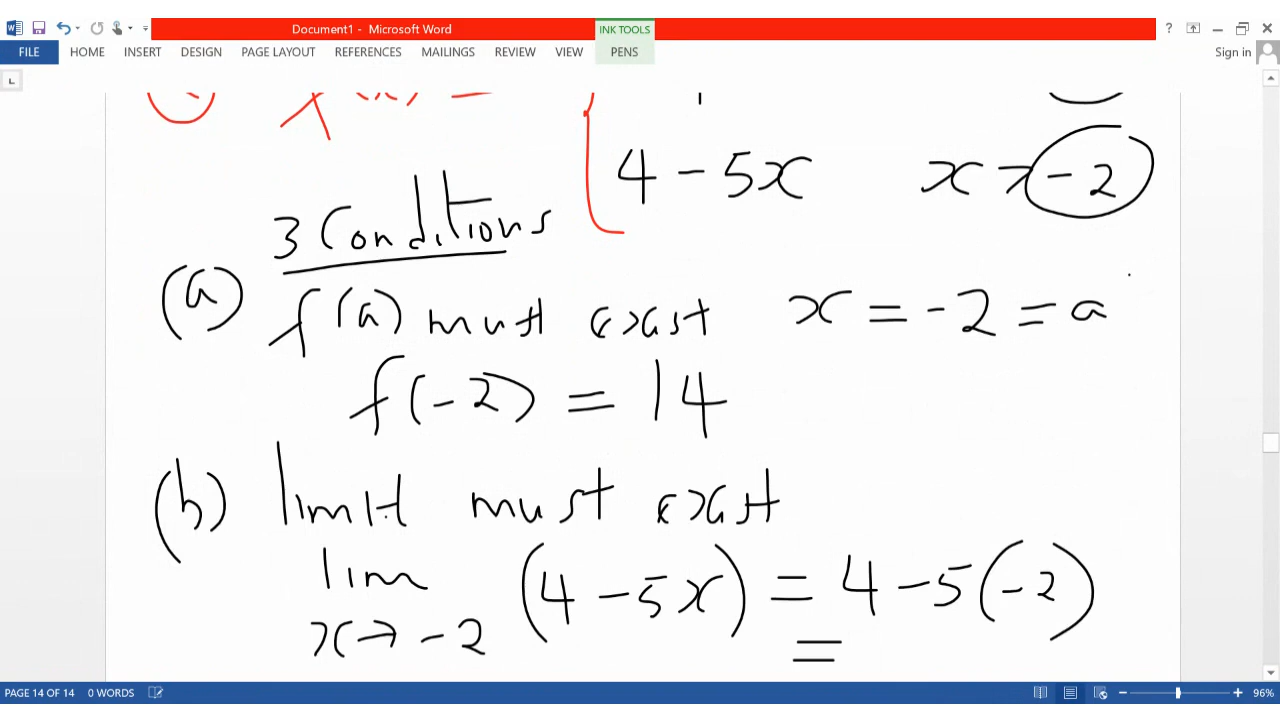 Document1 - Microsoft Word
INK TOOLS
?
FILE HOME INSERT DESIGN PAGE LAYOUT REFERENCES MAILINGS REVIEW VIEW PENS
Sign in
f(x) =
4 - 5x x > -2
3 Conditions
(a) f(a) must exist x = -2 = a
f(-2) = 14
(b) limit must exist
lim (4 - 5x) = 4 - 5(-2)
x → -2 =
PAGE 14 OF 14 0 WORDS
96%